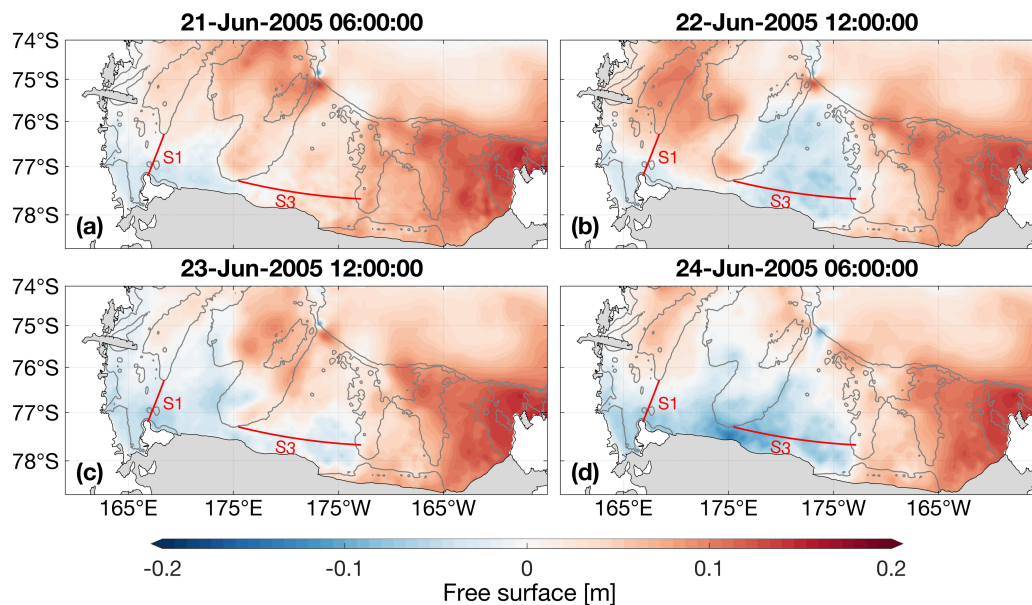 21-Jun-2005 06:00:00
22-Jun-2005 12:00:00
74°S
75°S
76°S
77°S
78°S
S1
S3
(a)
S1
S3
(b)
23-Jun-2005 12:00:00
24-Jun-2005 06:00:00
74°S
75°S
76°S
77°S
78°S
S1
S3
(c)
S1
S3
(d)
165°E 175°E 175°W 165°W
165°E 175°E 175°W 165°W
-0.2 -0.1 0 0.1 0.2
Free surface [m]